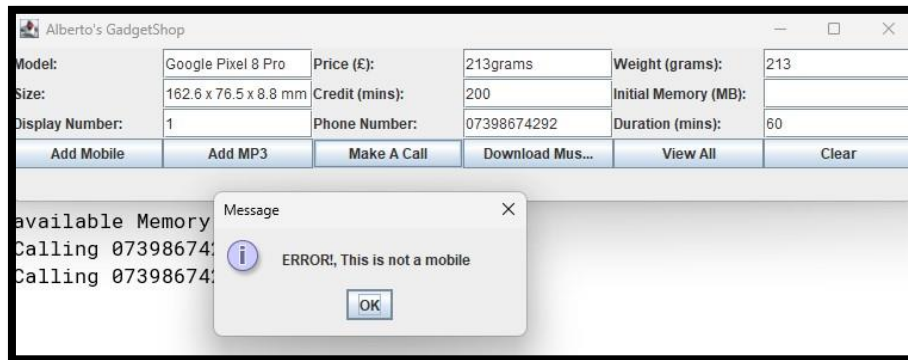 Alberto's GadgetShop
Model: Google Pixel 8 Pro Price (£): 213grams Weight (grams): 213
Size: 162.6 x 76.5 x 8.8 mm Credit (mins): 200 Initial Memory (MB):
Display Number: 1 Phone Number: 07398674292 Duration (mins): 60
Add Mobile Add MP3 Make A Call Download Mus... View All Clear
Message
available Memory
ERROR!, This is not a mobile
Calling 073986742
Calling 073986742
OK